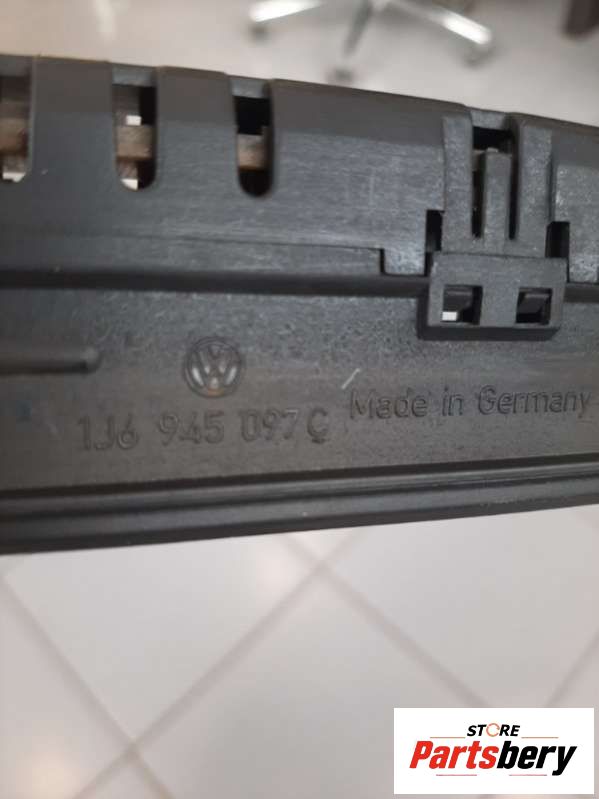 1J6 945 097 C Made in Germany
STORE
Partsbery